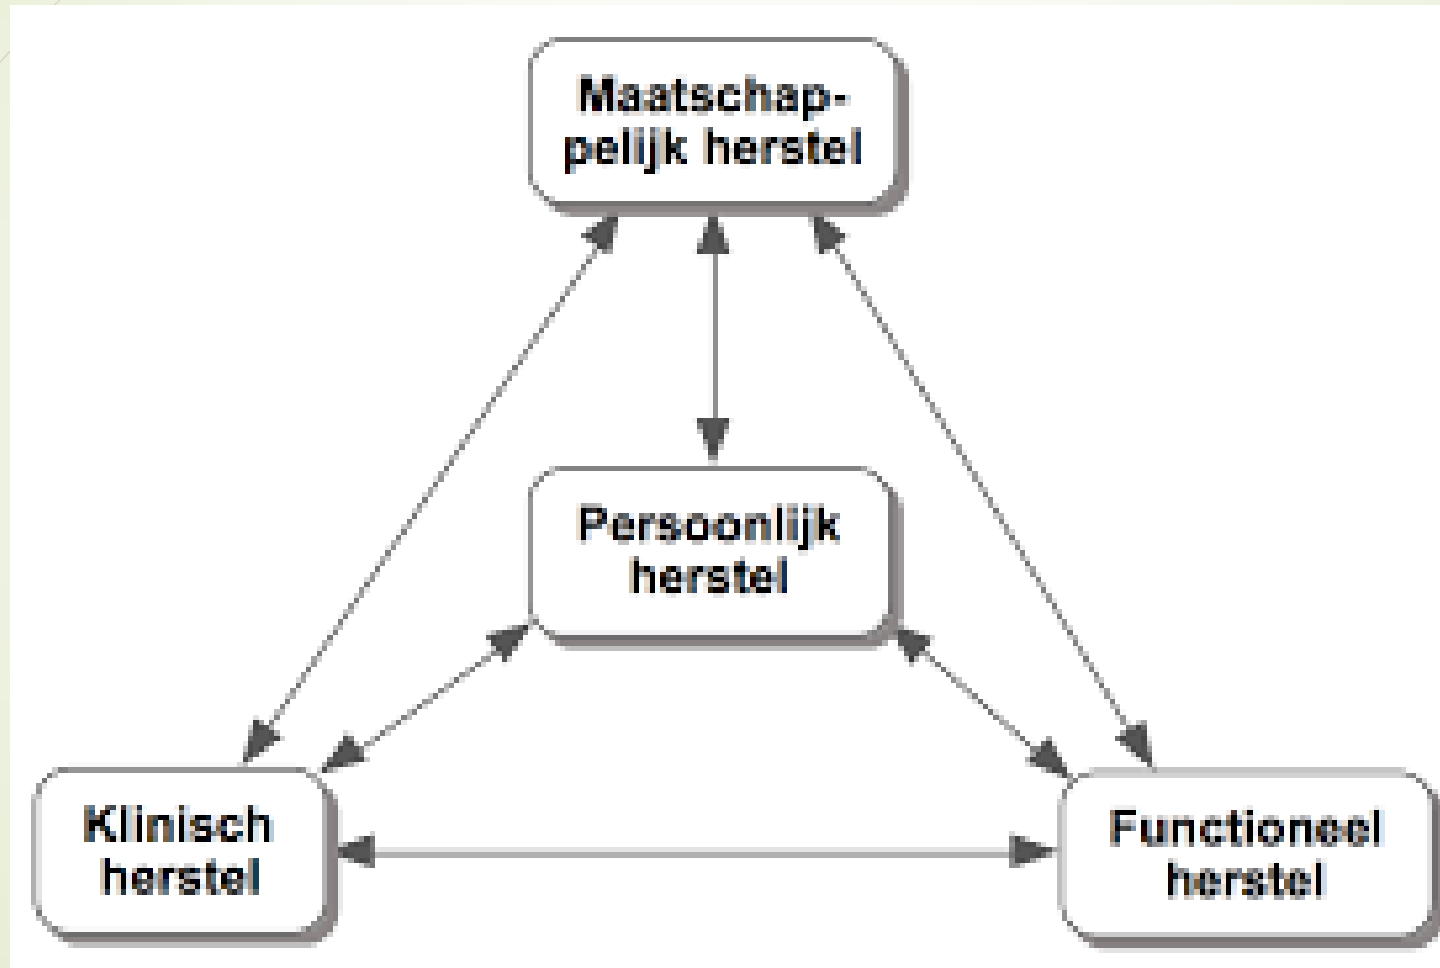 Maatschap-
pelijk herstel
Persoonlijk
herstel
Klinisch
herstel
Functioneel
herstel